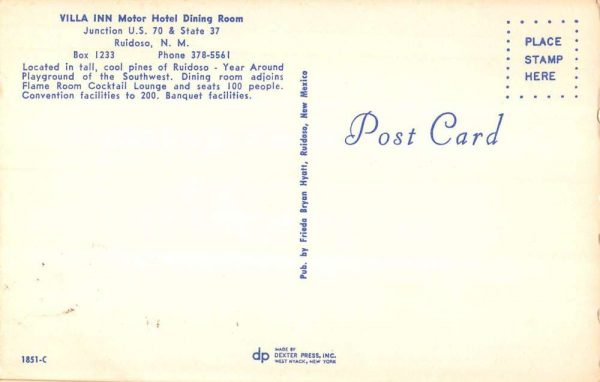 VILLA INN Motor Hotel Dining Room
Junction U.S. 70 & State 37
Ruidoso, N. M.
Box 1233 Phone 378-5561
Located in tall, cool pines of Ruidoso - Year Around
Playground of the Southwest. Dining room adjoins
Flame Room Cocktail Lounge and seats 100 people.
Convention facilities to 200. Banquet facilities.
PLACE
STAMP
HERE
Post Card
Pub. by Frieda Bryan Hyatt, Ruidoso, New Mexico
dp
MADE BY
DEXTER PRESS, INC.
WEST NYACK, NEW YORK
1851-C